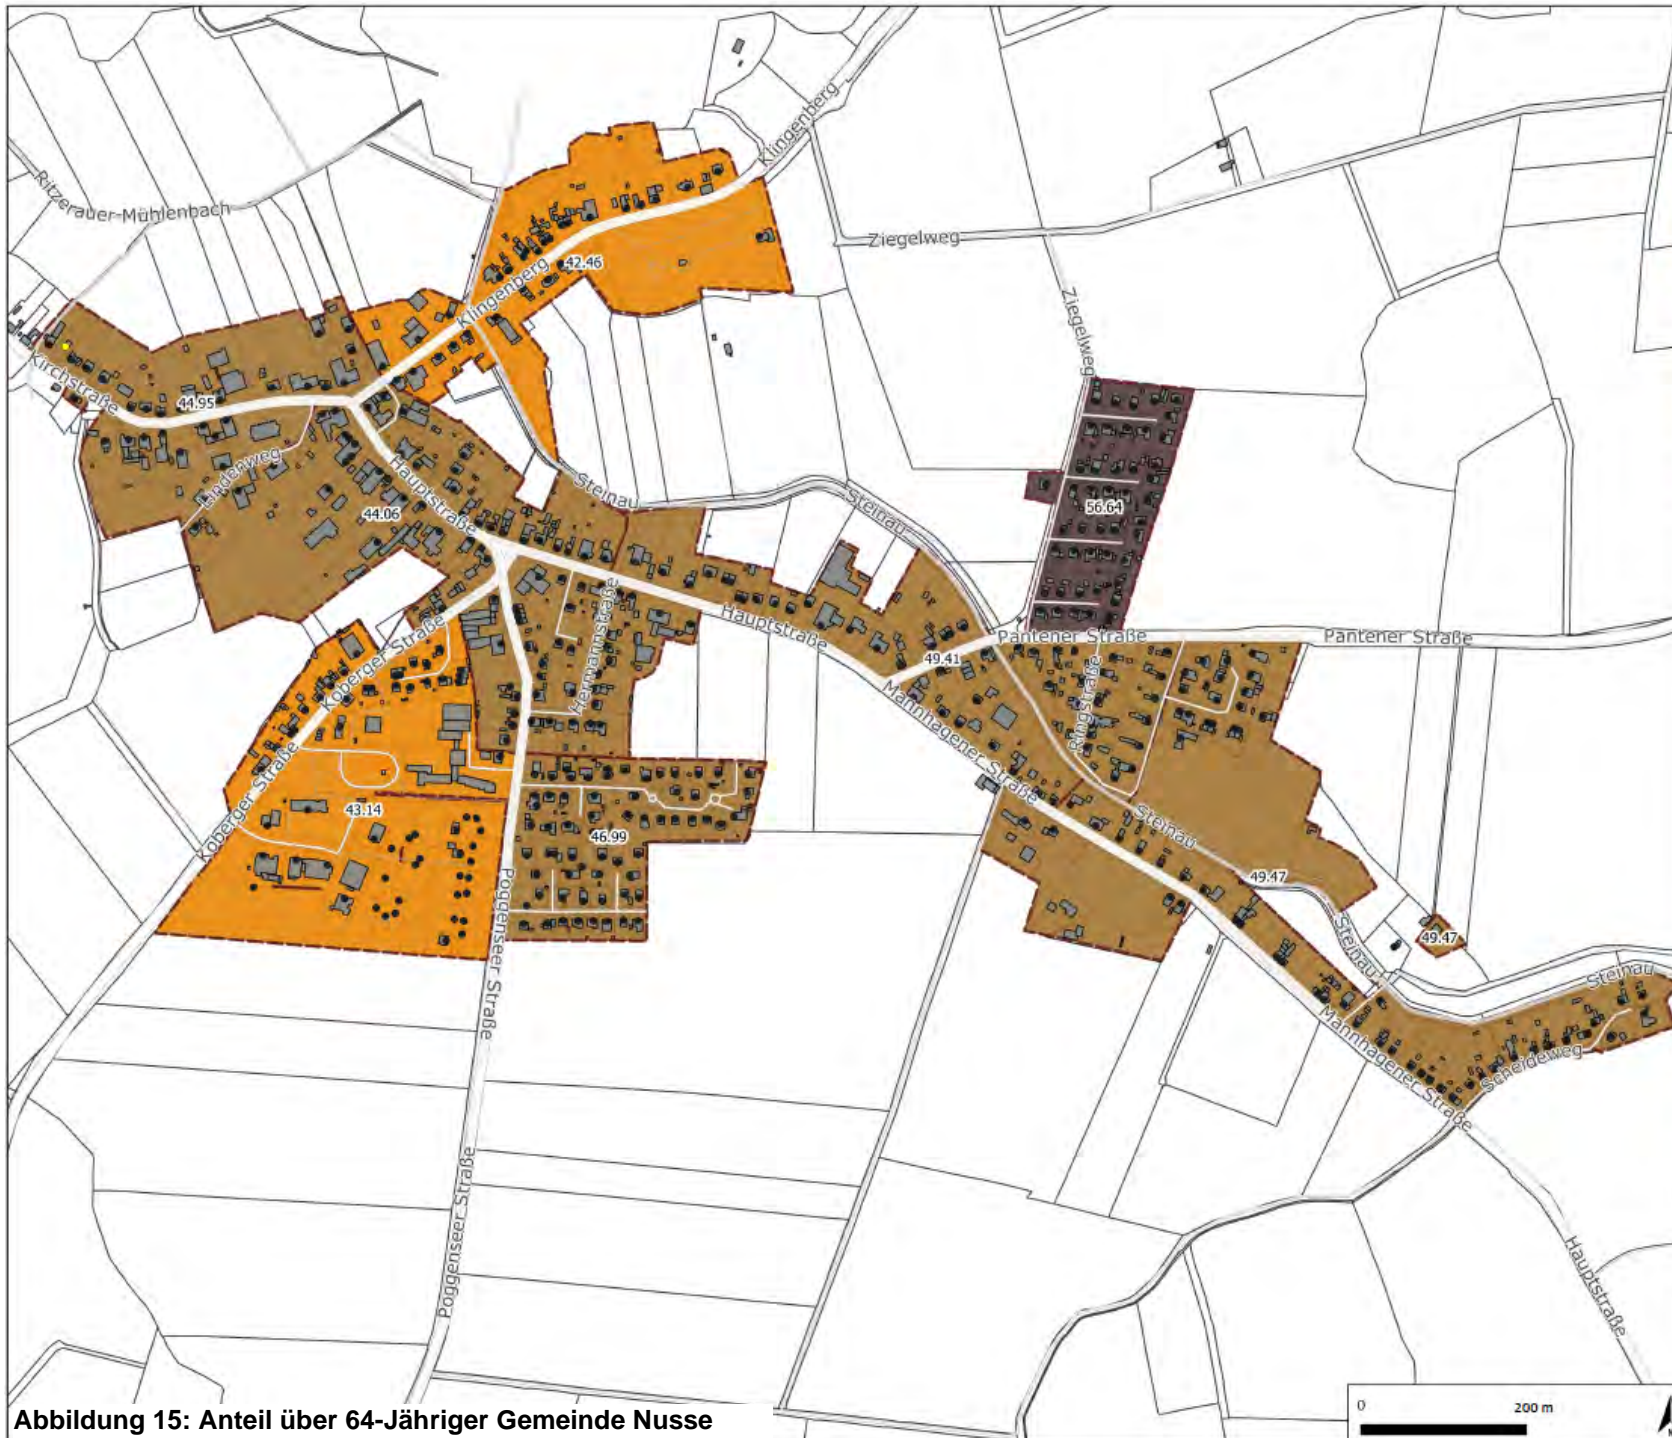 Klingenberg
Ritzerauer Mühlenbach
Ziegelweg
Klingenberg
42.46
Ziegelweg
Kirchstraße
44.95
Lindenweg
Hauptstraße
44.06
Steinau
Steinau
56.64
Hermannstraße
Hauptstraße
Koberger Straße
Pantener Straße
Pantener Straße
49.41
Ringstraße
Mannhagener Straße
Koberger Straße
43.14
46.99
Steinau
49.47
Poggenseer Straße
Steinau
49.47
Steinau
Mannhagener Straße
Scheideweg
Poggenseer Straße
Hauptstraße
0 200 m
Abbildung 15: Anteil über 64-Jähriger Gemeinde Nusse